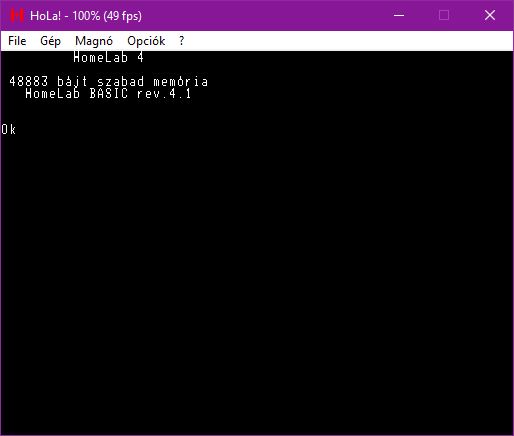 HoLa! - 100% (49 fps)
File Gép Magnó Opciók ?
HomeLab 4
48883 bájt szabad memória
HomeLab BASIC rev.4.1
Ok